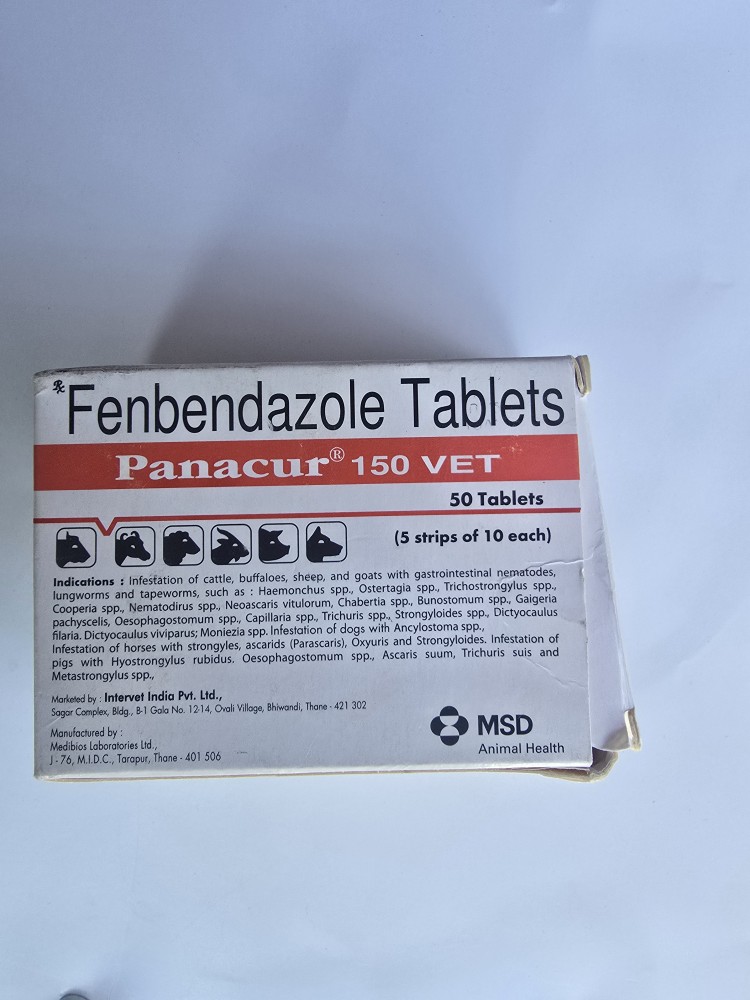 Rx Fenbendazole Tablets
Panacur® 150 VET
50 Tablets
(5 strips of 10 each)
Indications : Infestation of cattle, buffaloes, sheep, and goats with gastrointestinal nematodes,
lungworms and tapeworms, such as : Haemonchus spp., Ostertagia spp., Trichostrongylus spp.,
Cooperia spp., Nematodirus spp., Neoascaris vitulorum, Chabertia spp., Bunostomum spp., Gaigeria
pachyscelis, Oesophagostomum spp., Capillaria spp., Trichuris spp., Strongyloides spp., Dictyocaulus
filaria. Dictyocaulus viviparus; Moniezia spp. Infestation of dogs with Ancylostoma spp.,
Infestation of horses with strongyles, ascarids (Parascaris), Oxyuris and Strongyloides. Infestation of
pigs with Hyostrongylus rubidus. Oesophagostomum spp., Ascaris suum, Trichuris suis and
Metastrongylus spp.,
Marketed by : Intervet India Pvt. Ltd.,
Sagar Complex, Bldg., B-1 Gala No. 12-14, Ovali Village, Bhiwandi, Thane - 421 302
Manufactured by :
Medibios Laboratories Ltd.,
J - 76, M.I.D.C., Tarapur, Thane - 401 506
MSD
Animal Health